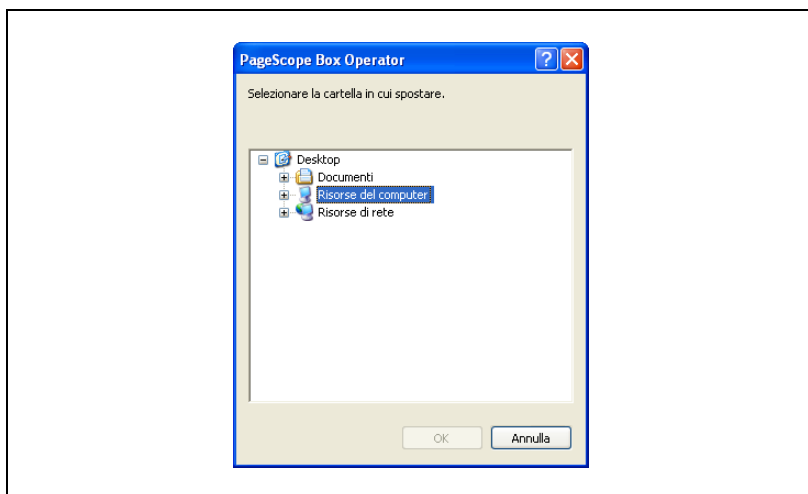 PageScope Box Operator
Selezionare la cartella in cui spostare.
Desktop
Documenti
Risorse del computer
Risorse di rete
OK Annulla